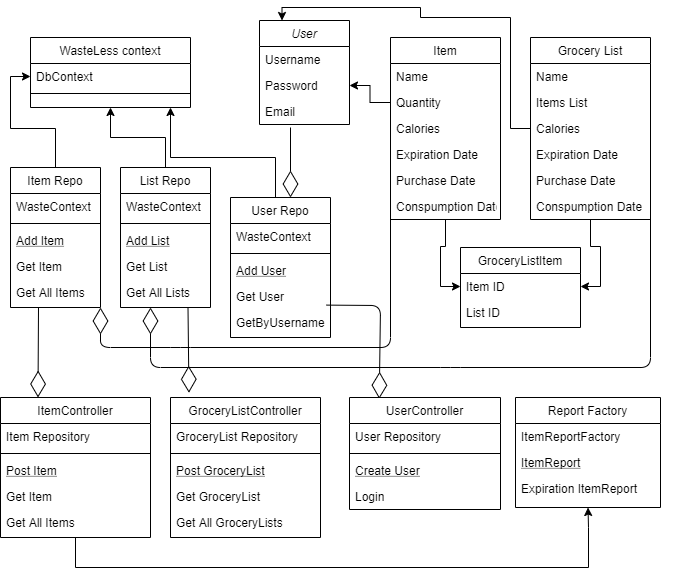 WasteLess context
DbContext
User
Username
Password
Email
Item
Name
Quantity
Calories
Expiration Date
Purchase Date
Conspumption Dat
Grocery List
Name
Items List
Calories
Expiration Date
Purchase Date
Conspumption Date
Item Repo
WasteContext
Add Item
Get Item
Get All Items
List Repo
WasteContext
Add List
Get List
Get All Lists
User Repo
WasteContext
Add User
Get User
GetByUsername
GroceryListItem
Item ID
List ID
ItemController
Item Repository
Post Item
Get Item
Get All Items
GroceryListController
GroceryList Repository
Post GroceryList
Get GroceryList
Get All GroceryLists
UserController
User Repository
Create User
Login
Report Factory
ItemReportFactory
ItemReport
Expiration ItemReport